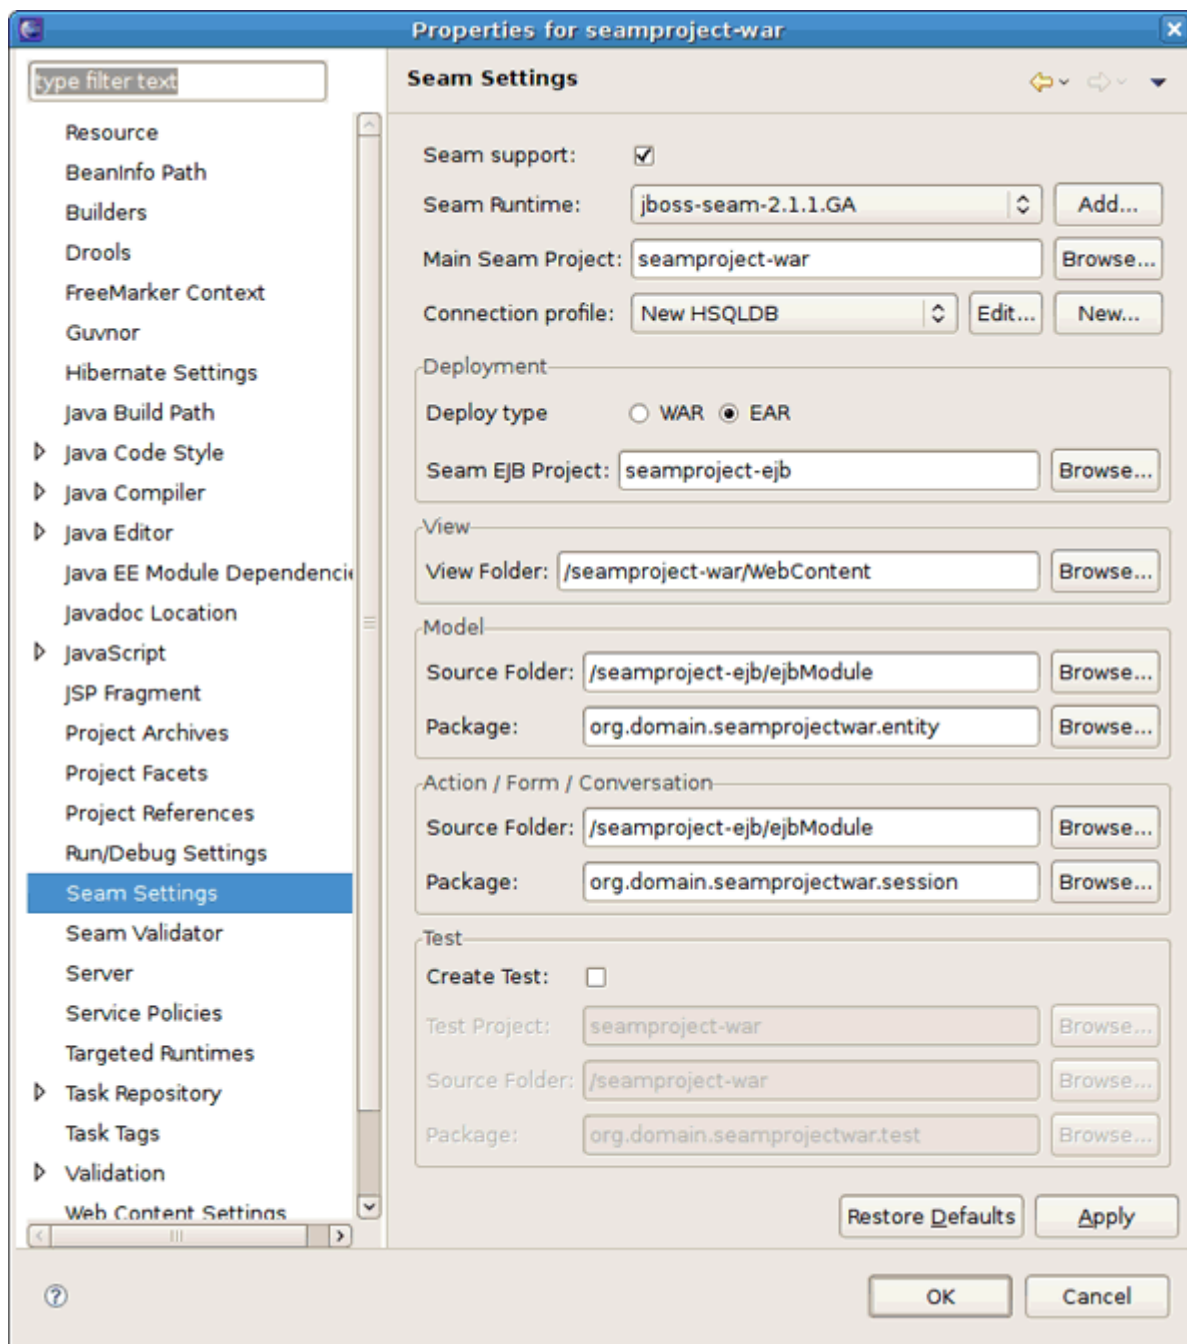 Properties for seamproject-war
type filter text
Resource
BeanInfo Path
Builders
Drools
FreeMarker Context
Guvnor
Hibernate Settings
Java Build Path
Java Code Style
Java Compiler
Java Editor
Java EE Module Dependencie
Javadoc Location
JavaScript
JSP Fragment
Project Archives
Project Facets
Project References
Run/Debug Settings
Seam Settings
Seam Validator
Server
Service Policies
Targeted Runtimes
Task Repository
Task Tags
Validation
Web Content Settings
Seam Settings
Seam support:
Seam Runtime: jboss-seam-2.1.1.GA Add...
Main Seam Project: seamproject-war Browse...
Connection profile: New HSQLDB Edit... New...
Deployment
Deploy type WAR EAR
Seam EJB Project: seamproject-ejb Browse...
View
View Folder: /seamproject-war/WebContent Browse...
Model
Source Folder: /seamproject-ejb/ejbModule Browse...
Package: org.domain.seamprojectwar.entity Browse...
Action / Form / Conversation
Source Folder: /seamproject-ejb/ejbModule Browse...
Package: org.domain.seamprojectwar.session Browse...
Test
Create Test:
Test Project: seamproject-war Browse...
Source Folder: /seamproject-war Browse...
Package: org.domain.seamprojectwar.test Browse...
Restore Defaults Apply
? OK Cancel